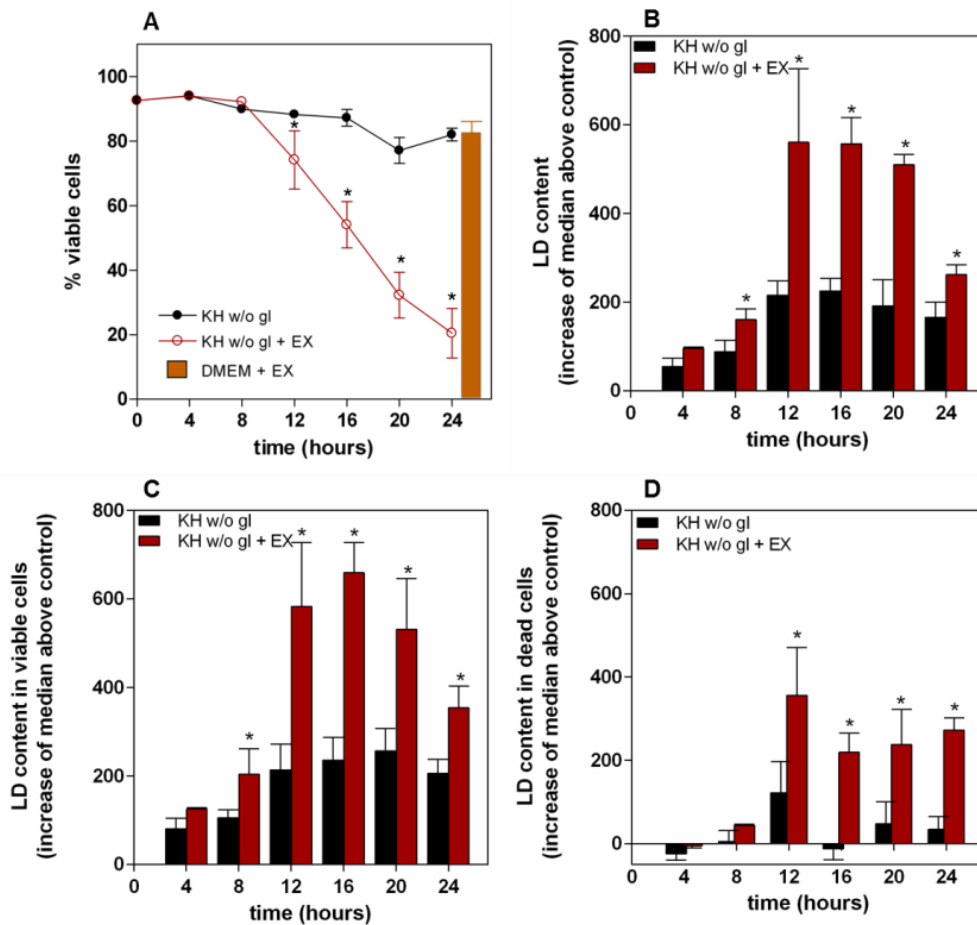 A
% viable cells
100
80
60
40
20
0
KH w/o gl
KH w/o gl + EX
DMEM + EX
*
*
*
*
0 4 8 12 16 20 24
time (hours)
B
LD content
(increase of median above control)
800
600
400
200
0
KH w/o gl
KH w/o gl + EX
*
*
*
*
*
0 4 8 12 16 20 24
time (hours)
C
LD content in viable cells
(increase of median above control)
800
600
400
200
0
KH w/o gl
KH w/o gl + EX
*
*
*
*
*
0 4 8 12 16 20 24
time (hours)
D
LD content in dead cells
(increase of median above control)
800
600
400
200
0
KH w/o gl
KH w/o gl + EX
*
*
*
*
0 4 8 12 16 20 24
time (hours)